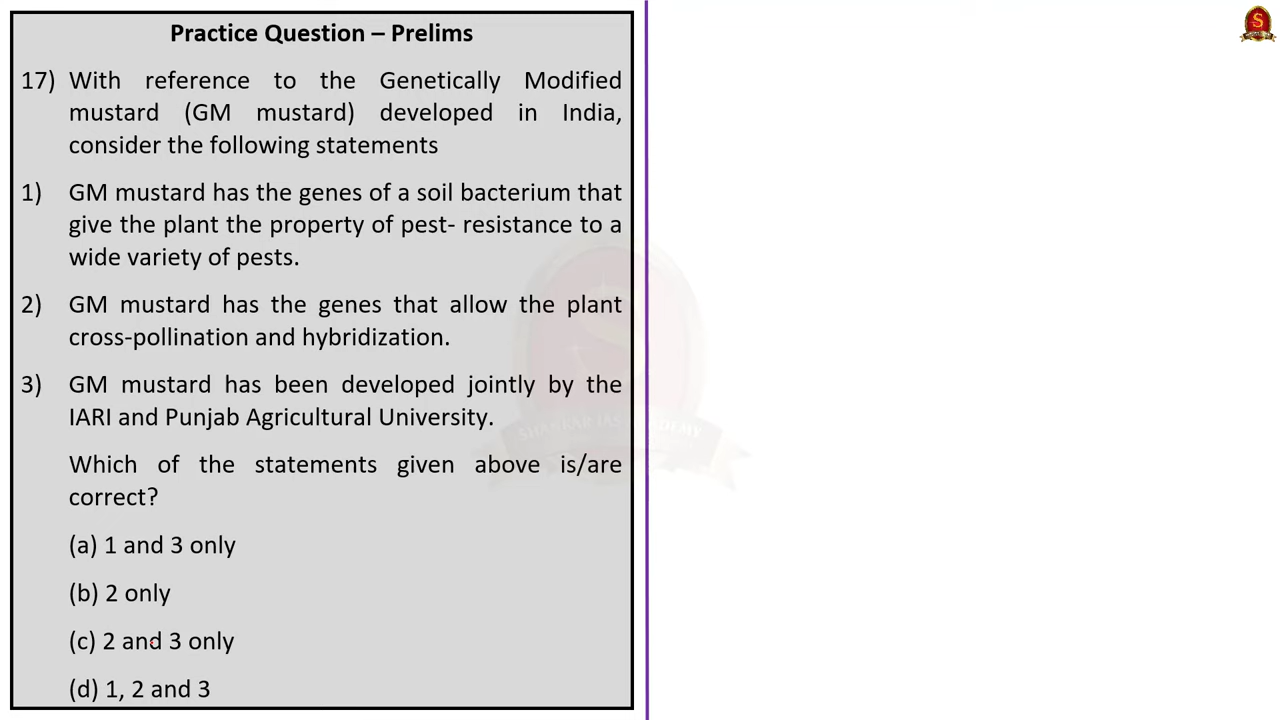 Practice Question – Prelims
17) With reference to the Genetically Modified
mustard (GM mustard) developed in India,
consider the following statements
1) GM mustard has the genes of a soil bacterium that
give the plant the property of pest- resistance to a
wide variety of pests.
2) GM mustard has the genes that allow the plant
cross-pollination and hybridization.
3) GM mustard has been developed jointly by the
IARI and Punjab Agricultural University.
Which of the statements given above is/are
correct?
(a) 1 and 3 only
(b) 2 only
(c) 2 and 3 only
(d) 1, 2 and 3
SHANKAR IAS ACADEMY